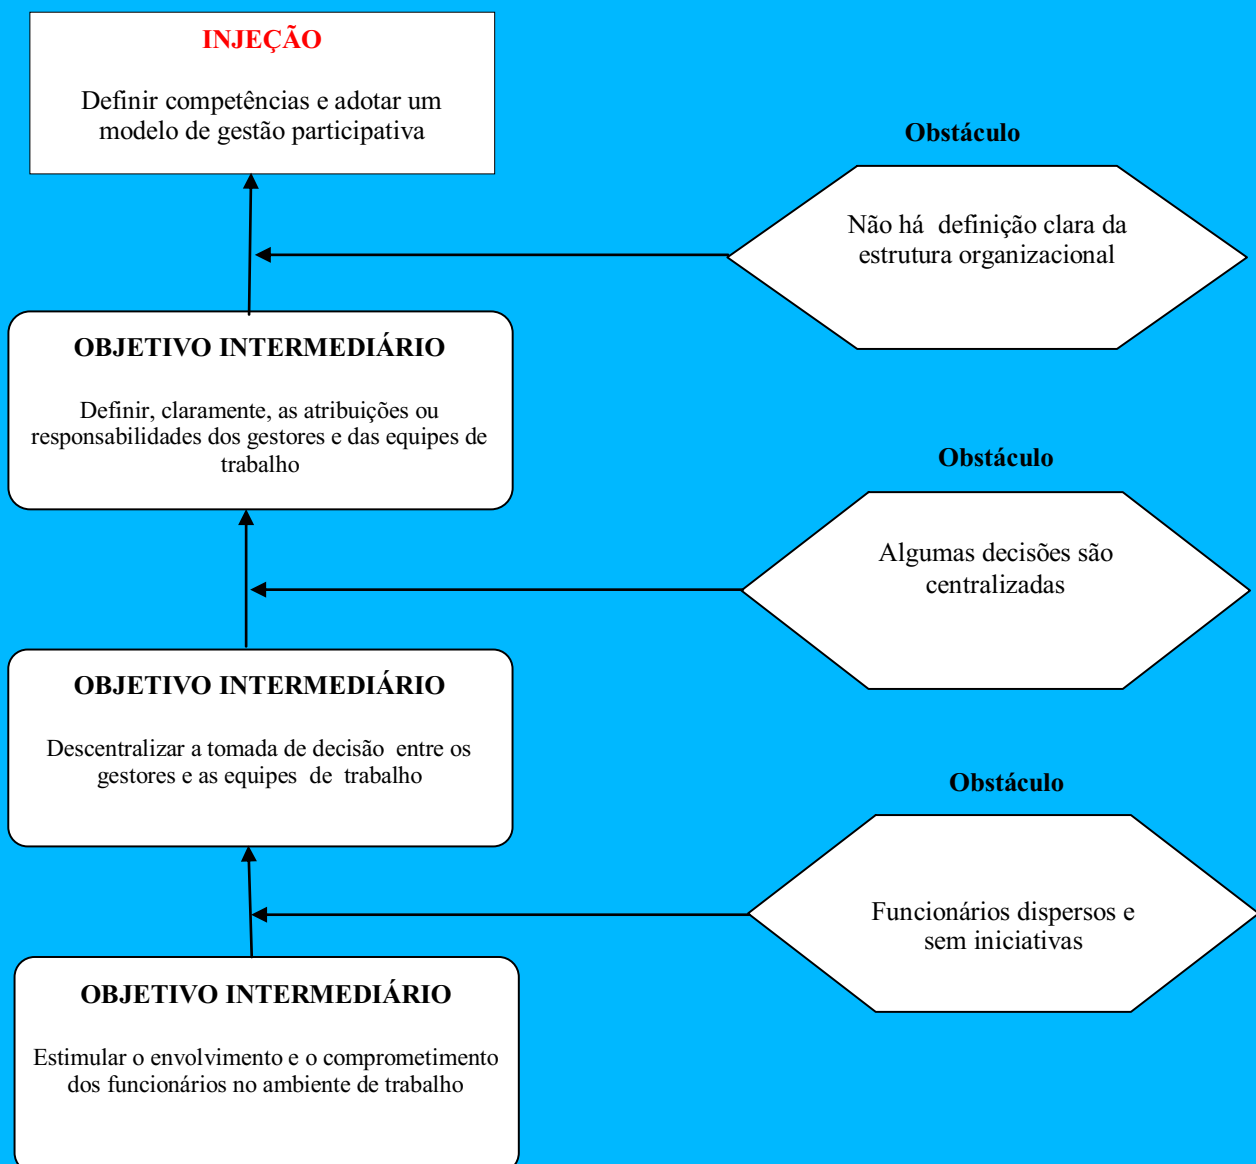 INJEÇÃO
Definir competências e adotar um
modelo de gestão participativa
Obstáculo
Não há definição clara da
estrutura organizacional
OBJETIVO INTERMEDIÁRIO
Definir, claramente, as atribuições ou
responsabilidades dos gestores e das equipes de
trabalho
Obstáculo
Algumas decisões são
centralizadas
OBJETIVO INTERMEDIÁRIO
Descentralizar a tomada de decisão entre os
gestores e as equipes de trabalho
Obstáculo
Funcionários dispersos e
sem iniciativas
OBJETIVO INTERMEDIÁRIO
Estimular o envolvimento e o comprometimento
dos funcionários no ambiente de trabalho